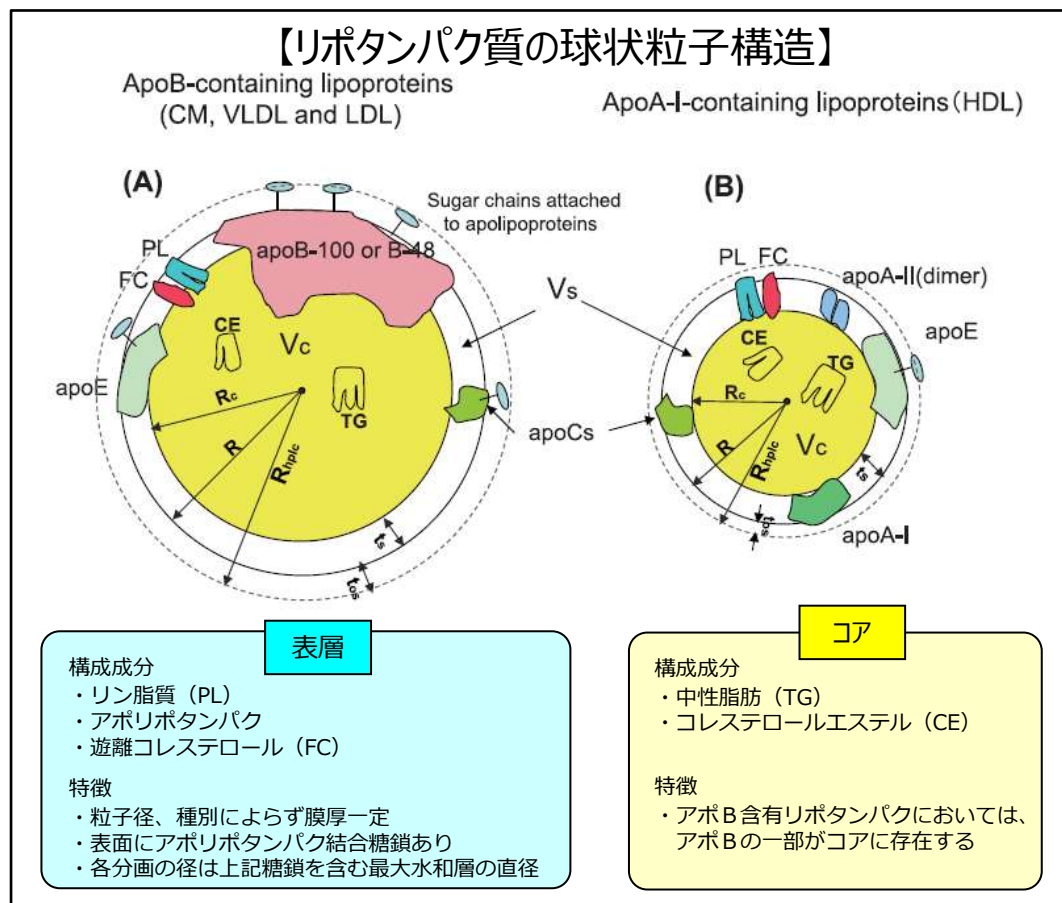 【リポタンパク質の球状粒子構造】
ApoB-containing lipoproteins
(CM, VLDL and LDL)
ApoA-I-containing lipoproteins（HDL)
(A)
Sugar chains attached
to apolipoproteins
apoB-100 or B-48
PL
FC
CE
Vc
TG
apoE
Rc
R
Rhplc
ts
tos
Vs
apoCs
(B)
PL FC
apoA-II(dimer)
apoE
CE
TG
Rc
R
Rhplc
Vc
ts
tos
apoA-I
表層
構成成分
・リン脂質（PL）
・アポリポタンパク
・遊離コレステロール（FC）
特徴
・粒子径、種別によらず膜厚一定
・表面にアポリポタンパク結合糖鎖あり
・各分画の径は上記糖鎖を含む最大水和層の直径
コア
構成成分
・中性脂肪（TG）
・コレステロールエステル（CE）
特徴
・アポＢ含有リポタンパクにおいては、
アポＢの一部がコアに存在する